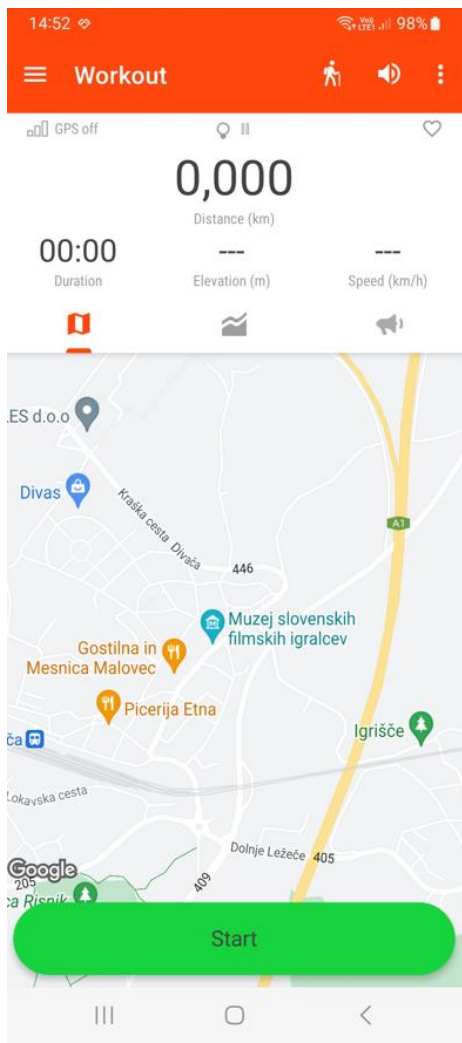 14:52
98%
Workout
GPS off
0,000
Distance (km)
00:00
---
---
Duration
Elevation (m)
Speed (km/h)
ES d.o.o
Divas
Kraška cesta
Divača
A1
446
Muzej slovenskih
filmskih igralcev
Gostilna in
Mesnica Malovec
Picerija Etna
Igrišče
ča
Lokavska cesta
Dolnje Ležeče
405
Google
205
409
ca Risnik
Start